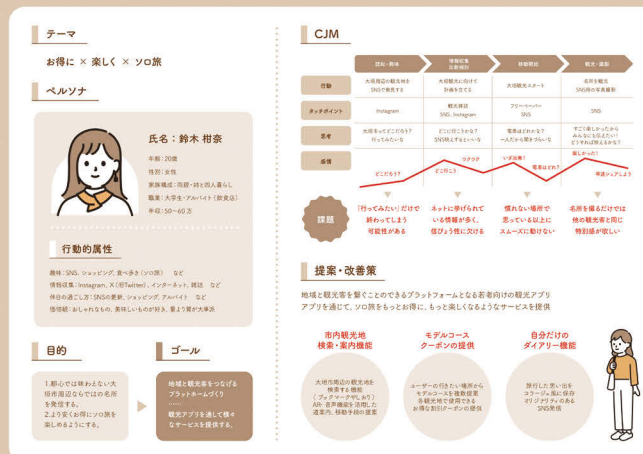 テーマ
お得に × 楽しく × ソロ旅
ペルソナ
氏名：鈴木 柑奈
年齢：20歳
性別：女性
家族構成：両親・姉と四人暮らし
職業：大学生・アルバイト（飲食店）
年収：50〜60万
行動的属性
趣味：SNS、ショッピング、食べ歩き（ソロ旅） など
情報収集：Instagram、X（旧Twitter）、インターネット、雑誌 など
休日の過ごし方：SNSの更新、ショッピング、アルバイト など
価値観：おしゃれなもの、美味しいものが好き、量より質が大事派
目的
1.都心では味わえない大
垣市周辺ならではの名所
を発信する。
2.より安くお得にソロ旅を
楽しめるようにする。
ゴール
地域と観光客をつなげる
プラットホームづくり
……
観光アプリを通して様々
なサービスを提供する。
CJM
認知・興味
情報収集
比較検討
移動開始
観光・撮影
行動
大垣周辺の観光地を
SNSで発見する
大垣観光に向けて
計画を立てる
大垣観光スタート
名所を観光
SNS用の写真撮影
タッチポイント
Instagram
観光雑誌
SNS、Instagram
フリーペーパー
SNS
SNS
思考
大垣市ってどこだろう？
行ってみたいな
どこに行こうかな？
SNS映えするといいな
電車はどれかな？
一人だから聞きづらいな
すごく楽しかったから
みんなにも伝えたい！
どうすれば映えるかな？
感情
どこだろう？
どこ行こう
ワクワク
いざ出発！
電車はどれ？
楽しかった！
早速シェアしよう
課題
「行ってみたい」だけで
終わってしまう
可能性がある
ネットに挙げられて
いる情報が多く、
信ぴょう性に欠ける
慣れない場所で
思っている以上に
スムーズに動けない
名所を撮るだけでは
他の観光客と同じ
特別感が欲しい
提案・改善策
地域と観光客を繋ぐことのできるプラットフォームとなる若者向けの観光アプリ
アプリを通じて、ソロ旅をもっとお得に、もっと楽しくなるようなサービスを提供
市内観光地
検索・案内機能
大垣市周辺の観光地を
検索する機能
（ブックマークやしおり）
AR・音声機能を活用した
道案内、移動手段の提案
モデルコース
クーポンの提供
ユーザーの行きたい場所から
モデルコースを複数提案
各観光地で使用できる
お得な割引クーポンの提供
自分だけの
ダイアリー機能
旅行した思い出を
コラージュ風に保存
オリジナリティのある
SNS発信